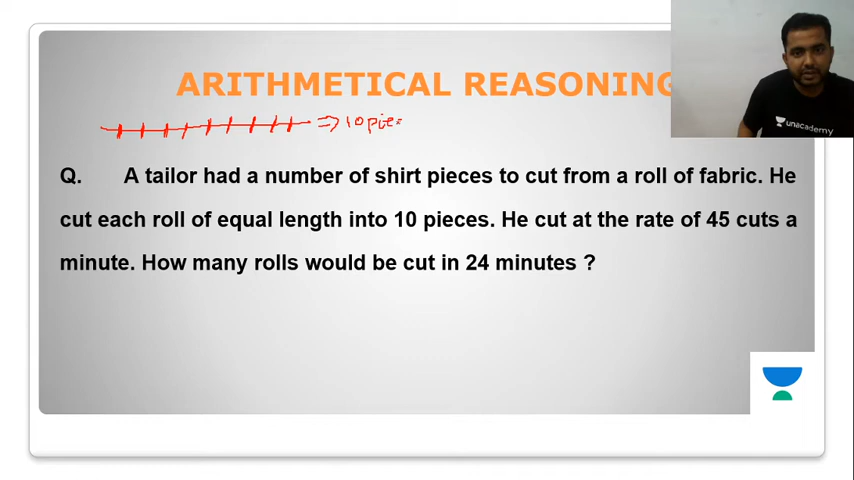 ARITHMETICAL REASONING
⇒ 10 pie
Q. A tailor had a number of shirt pieces to cut from a roll of fabric. He
cut each roll of equal length into 10 pieces. He cut at the rate of 45 cuts a
minute. How many rolls would be cut in 24 minutes ?
unacademy